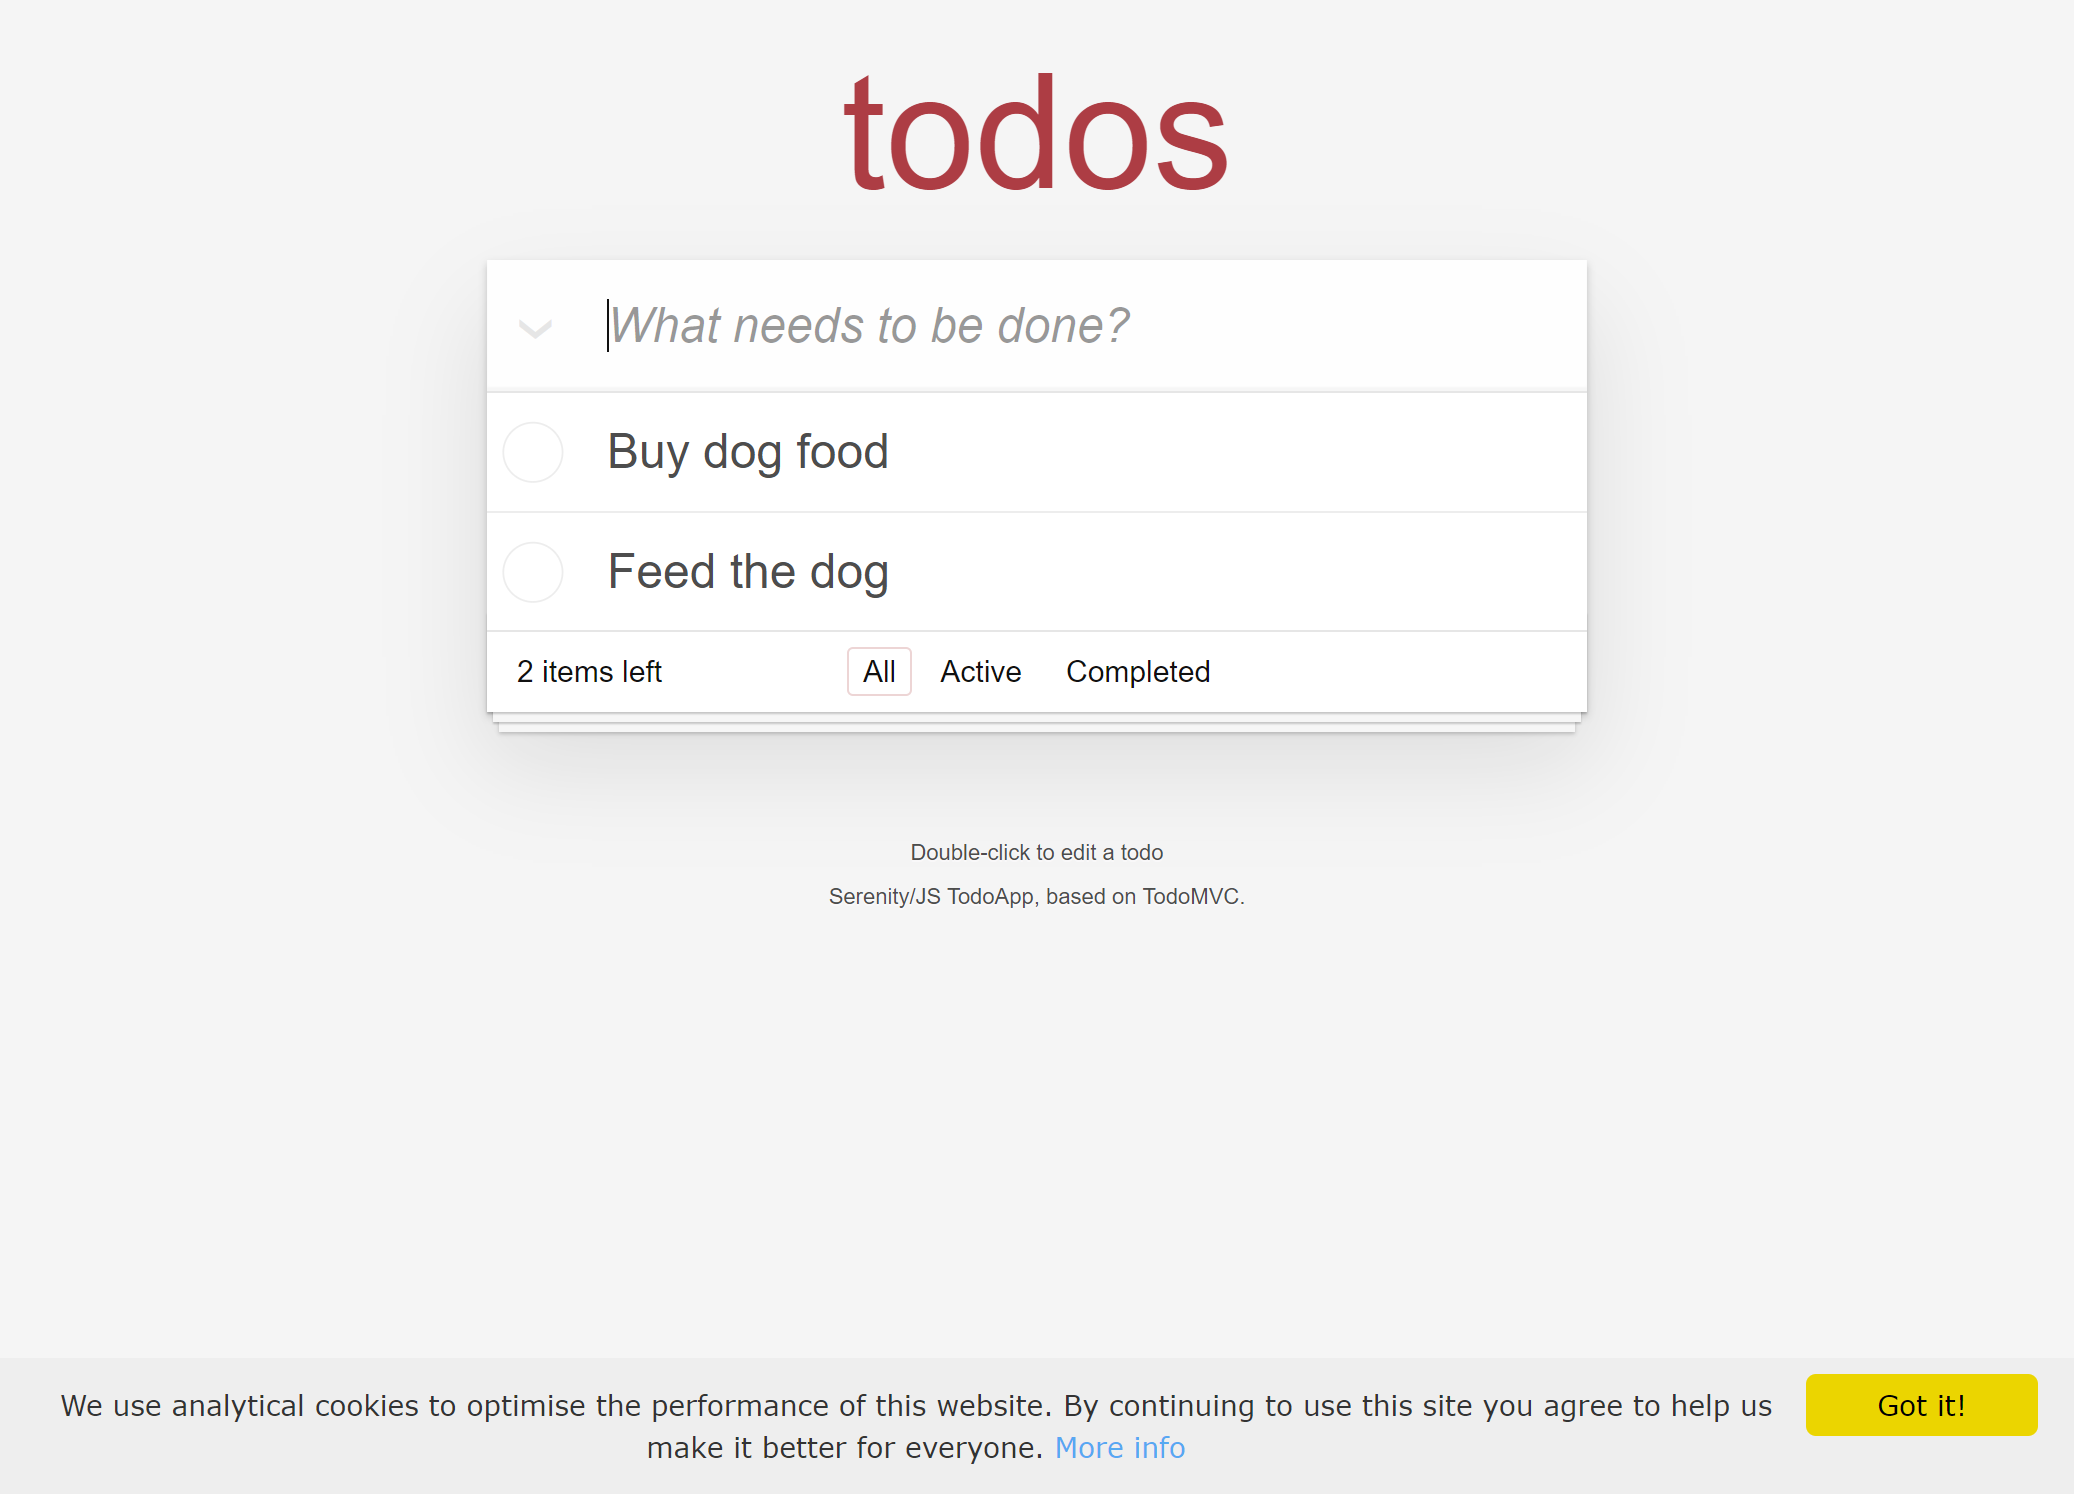 todos
What needs to be done?
Buy dog food
Feed the dog
2 items left
All
Active
Completed
Double-click to edit a todo
Serenity/JS TodoApp, based on TodoMVC.
We use analytical cookies to optimise the performance of this website. By continuing to use this site you agree to help us
make it better for everyone. More info
Got it!